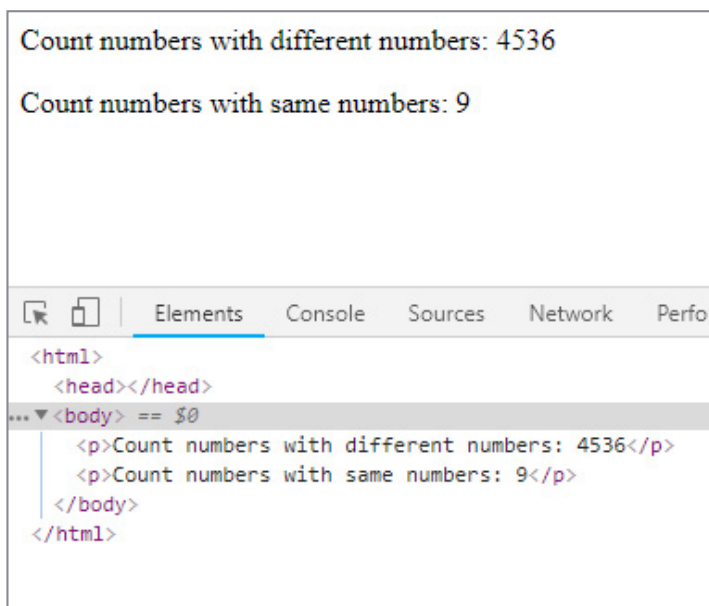 Count numbers with different numbers: 4536
Count numbers with same numbers: 9
Elements Console Sources Network Perfo
<html>
<head></head>
... ▼<body> == $0
<p>Count numbers with different numbers: 4536</p>
<p>Count numbers with same numbers: 9</p>
</body>
</html>